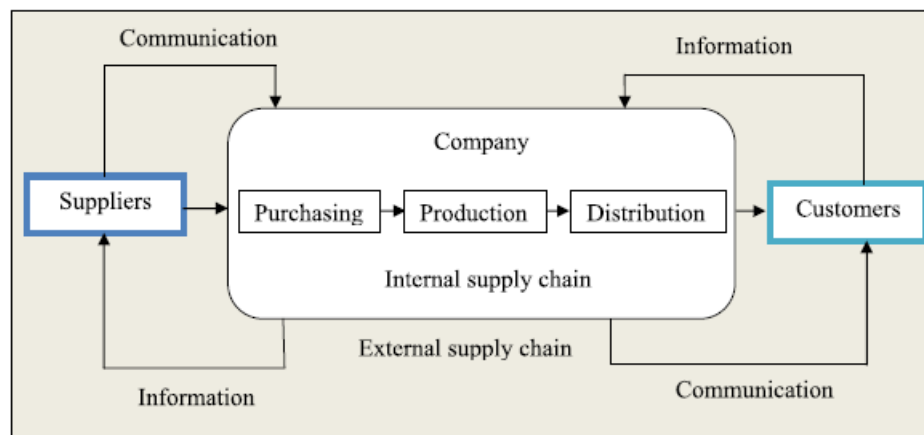 Communication
Information
Company
Suppliers
Purchasing
Production
Distribution
Customers
Internal supply chain
External supply chain
Information
Communication